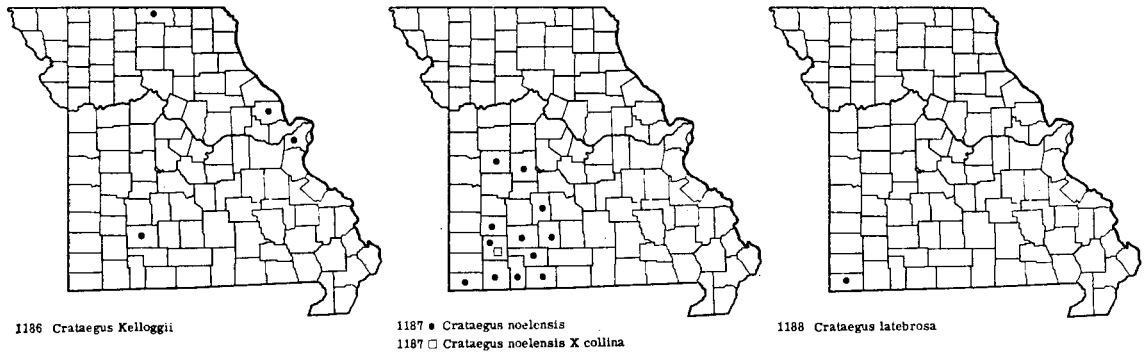 1186 Crataegus Kelloggii
1187 ● Crataegus noelensis
1187 □ Crataegus noelensis X collina
1188 Crataegus latebrosa